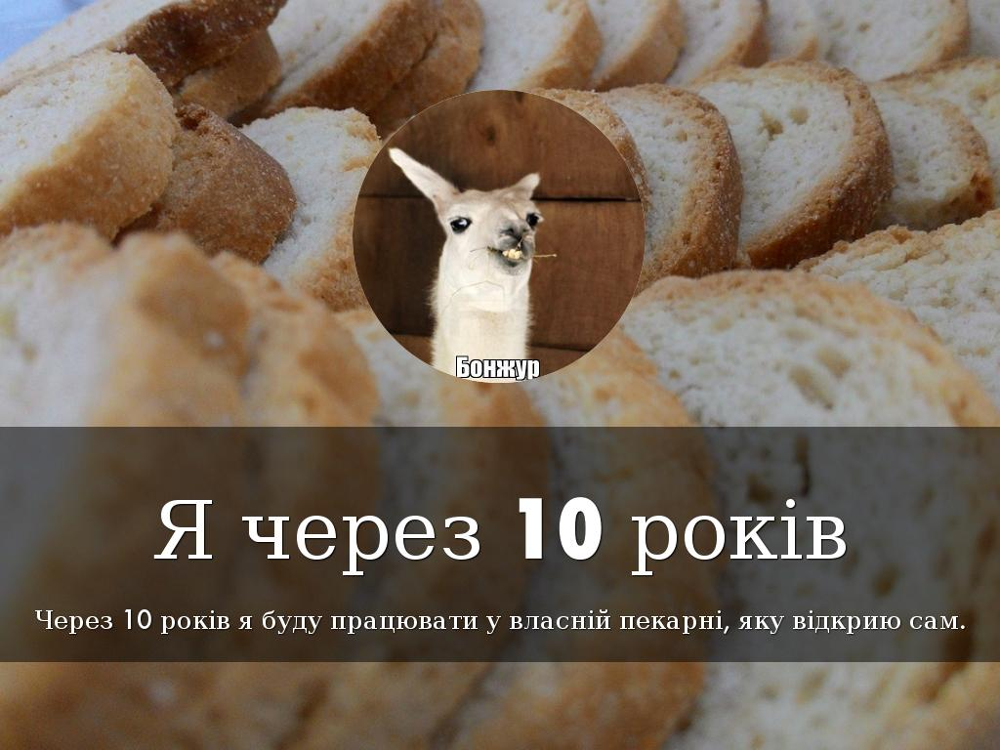 Бонжур
Я через 10 років
Через 10 років я буду працювати у власній пекарні, яку відкрию сам.